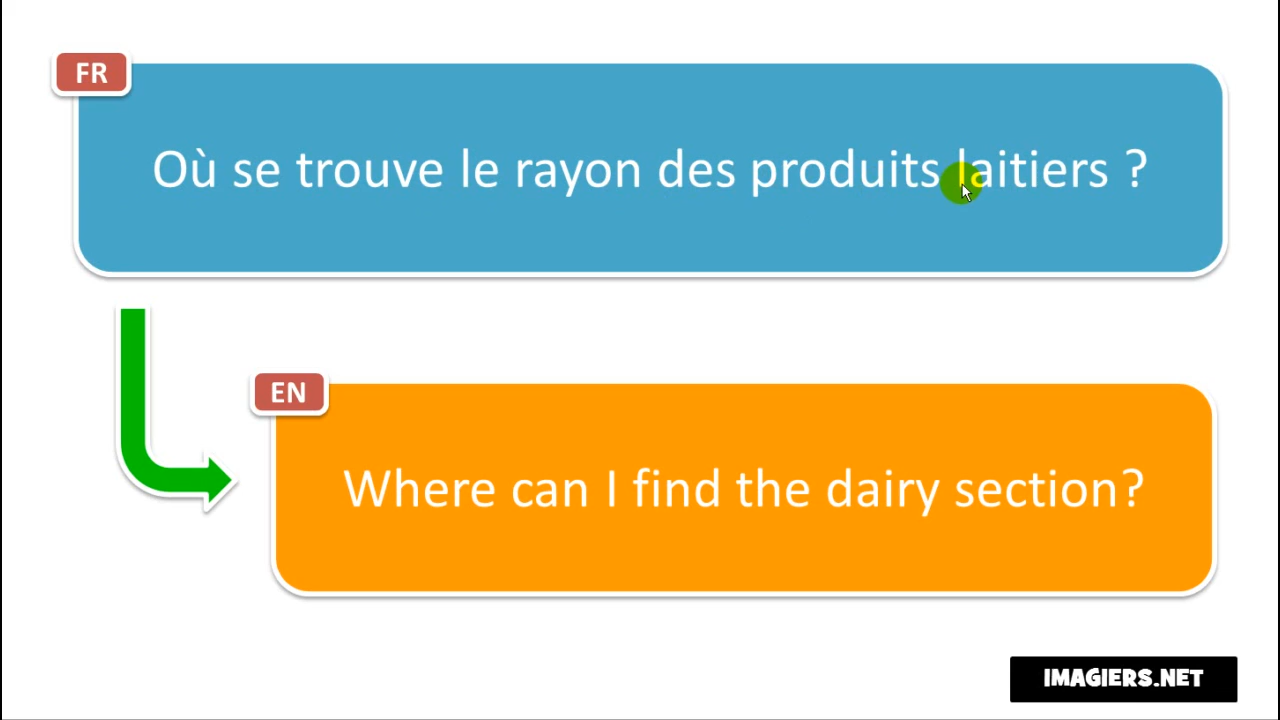 FR
Où se trouve le rayon des produits laitiers ?
EN
Where can I find the dairy section?
IMAGIERS.NET